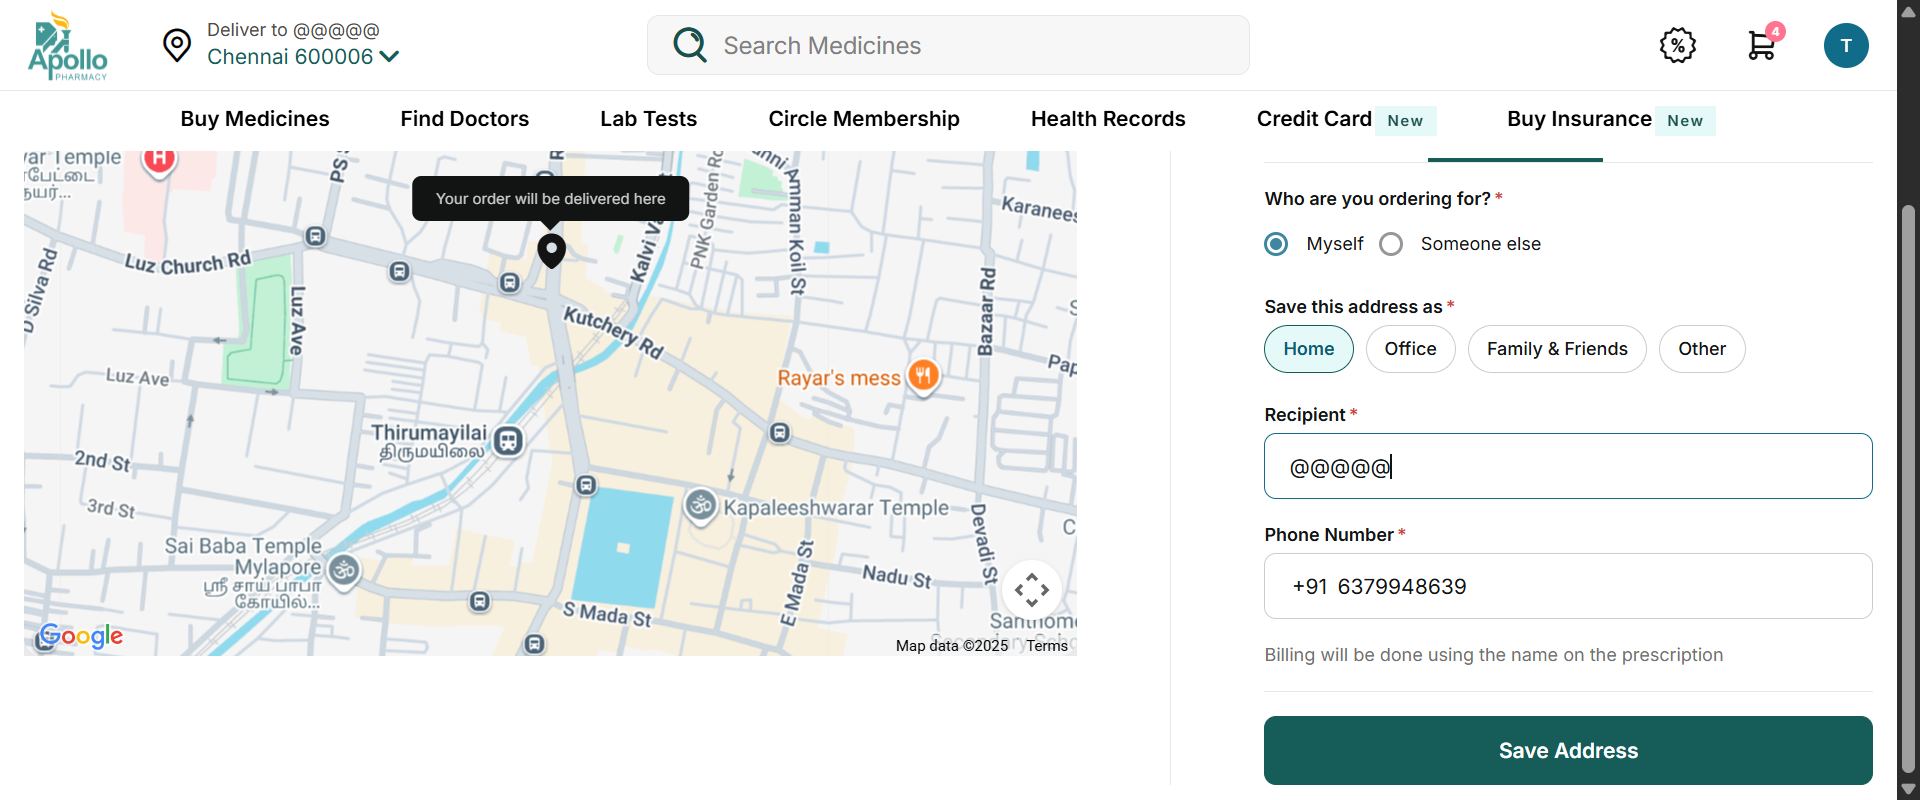 Apollo
PHARMACY
Deliver to @@@@@
Chennai 600006
Search Medicines
4
T
Buy Medicines
Find Doctors
Lab Tests
Circle Membership
Health Records
Credit Card New
Buy Insurance New
Temple
H
Your order will be delivered here
Luz Church Rd
Luz Ave
Luz Ave
Kutchery Rd
PNK Garden
Amman Koil St
Bazaar Rd
Rayar's mess
Thirumayilai
திருமயிலை
2nd St
3rd St
Kapaleeshwarar Temple
Sai Baba Temple
Mylapore
ஸ்ரீ சாய் பாபா
கோயில்...
S Mada St
E Mada St
Nadu St
Devadi St
Google
Map data ©2025
Terms
Who are you ordering for? *
Myself
Someone else
Save this address as *
Home
Office
Family & Friends
Other
Recipient *
@@@@@
Phone Number *
+91 6379948639
Billing will be done using the name on the prescription
Save Address